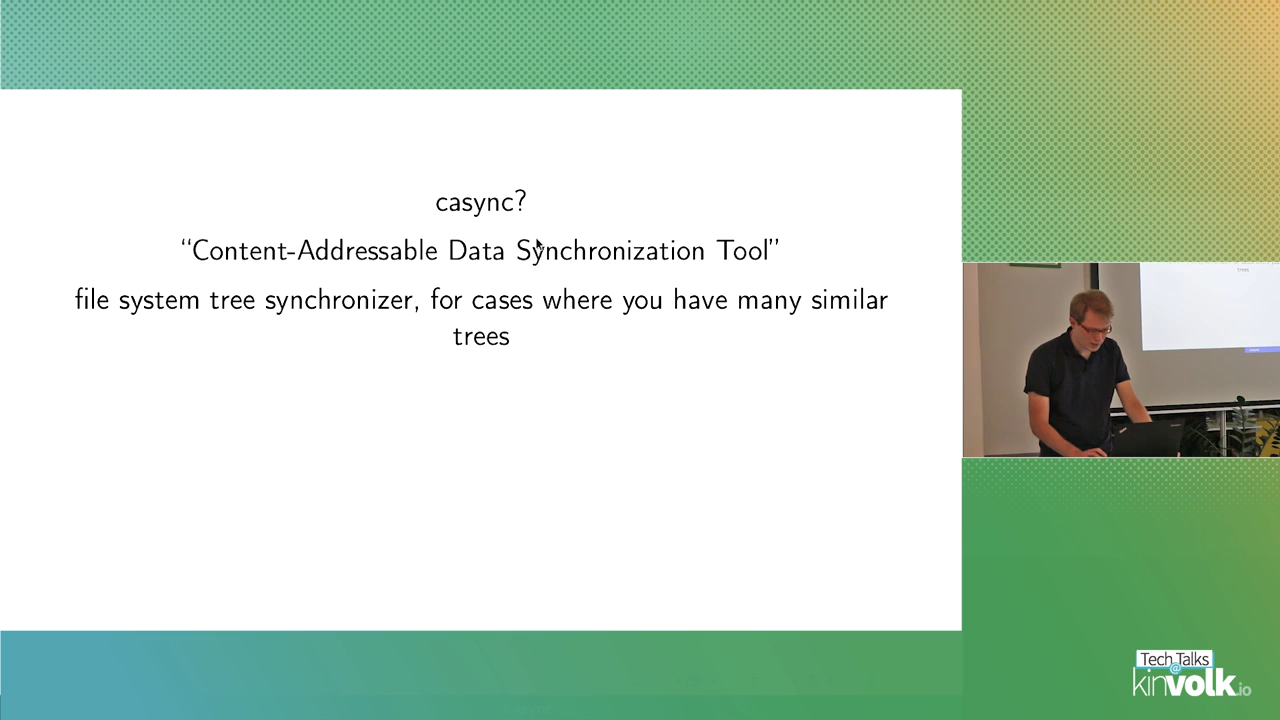 casync?
“Content-Addressable Data Synchronization Tool”
file system tree synchronizer, for cases where you have many similar
trees
trees
Tech Talks
@
kinvolk.io